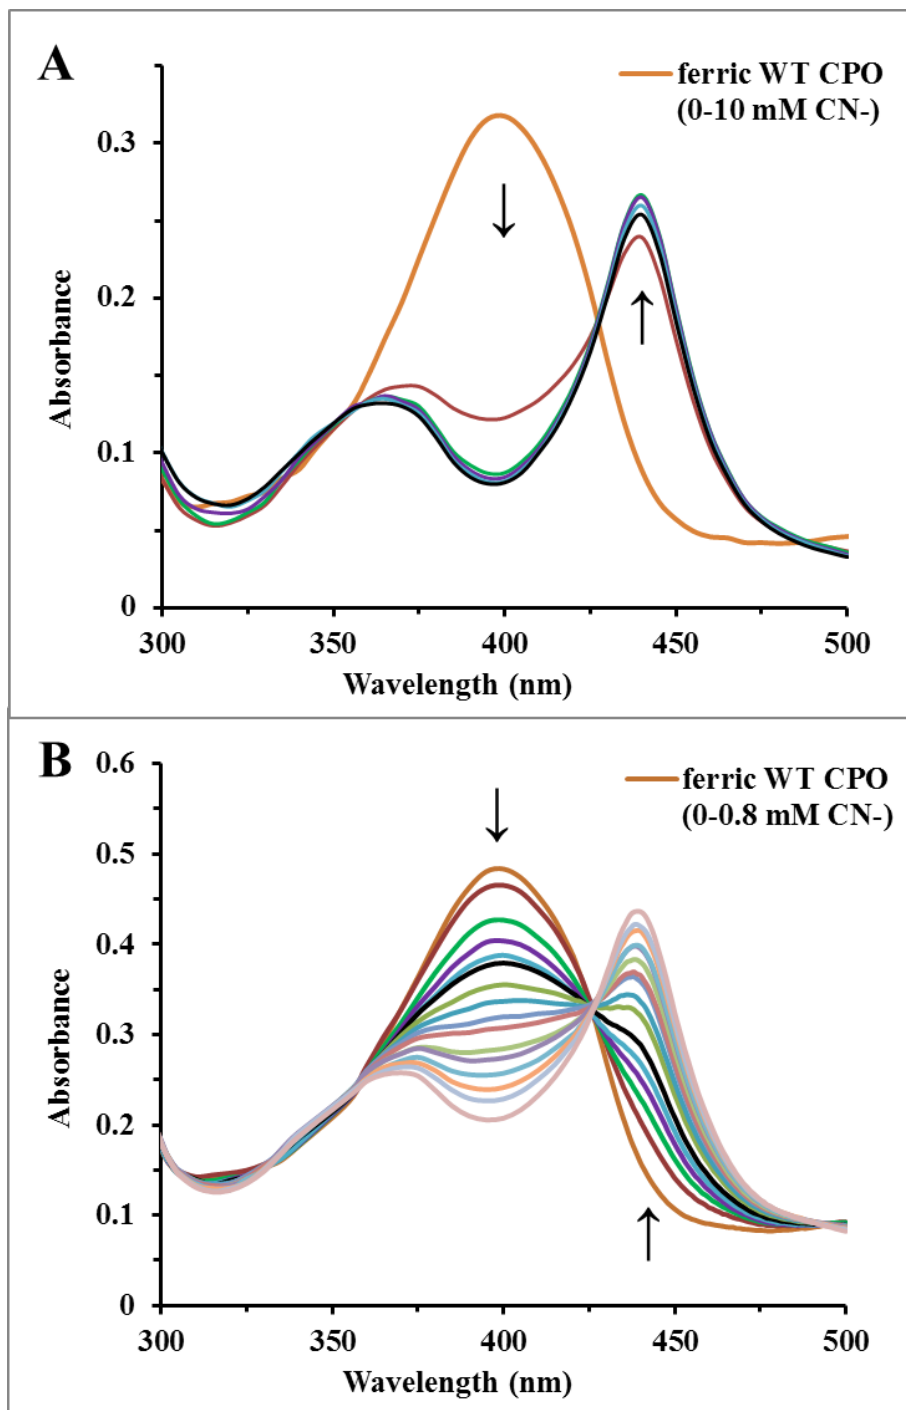 A
ferric WT CPO
(0-10 mM CN-)
↓
↑
0.3
0.2
0.1
0
Absorbance
300
350
400
450
500
Wavelength (nm)
B
ferric WT CPO
(0-0.8 mM CN-)
↓
↑
0.6
0.5
0.4
0.3
0.2
0.1
0
Absorbance
300
350
400
450
500
Wavelength (nm)